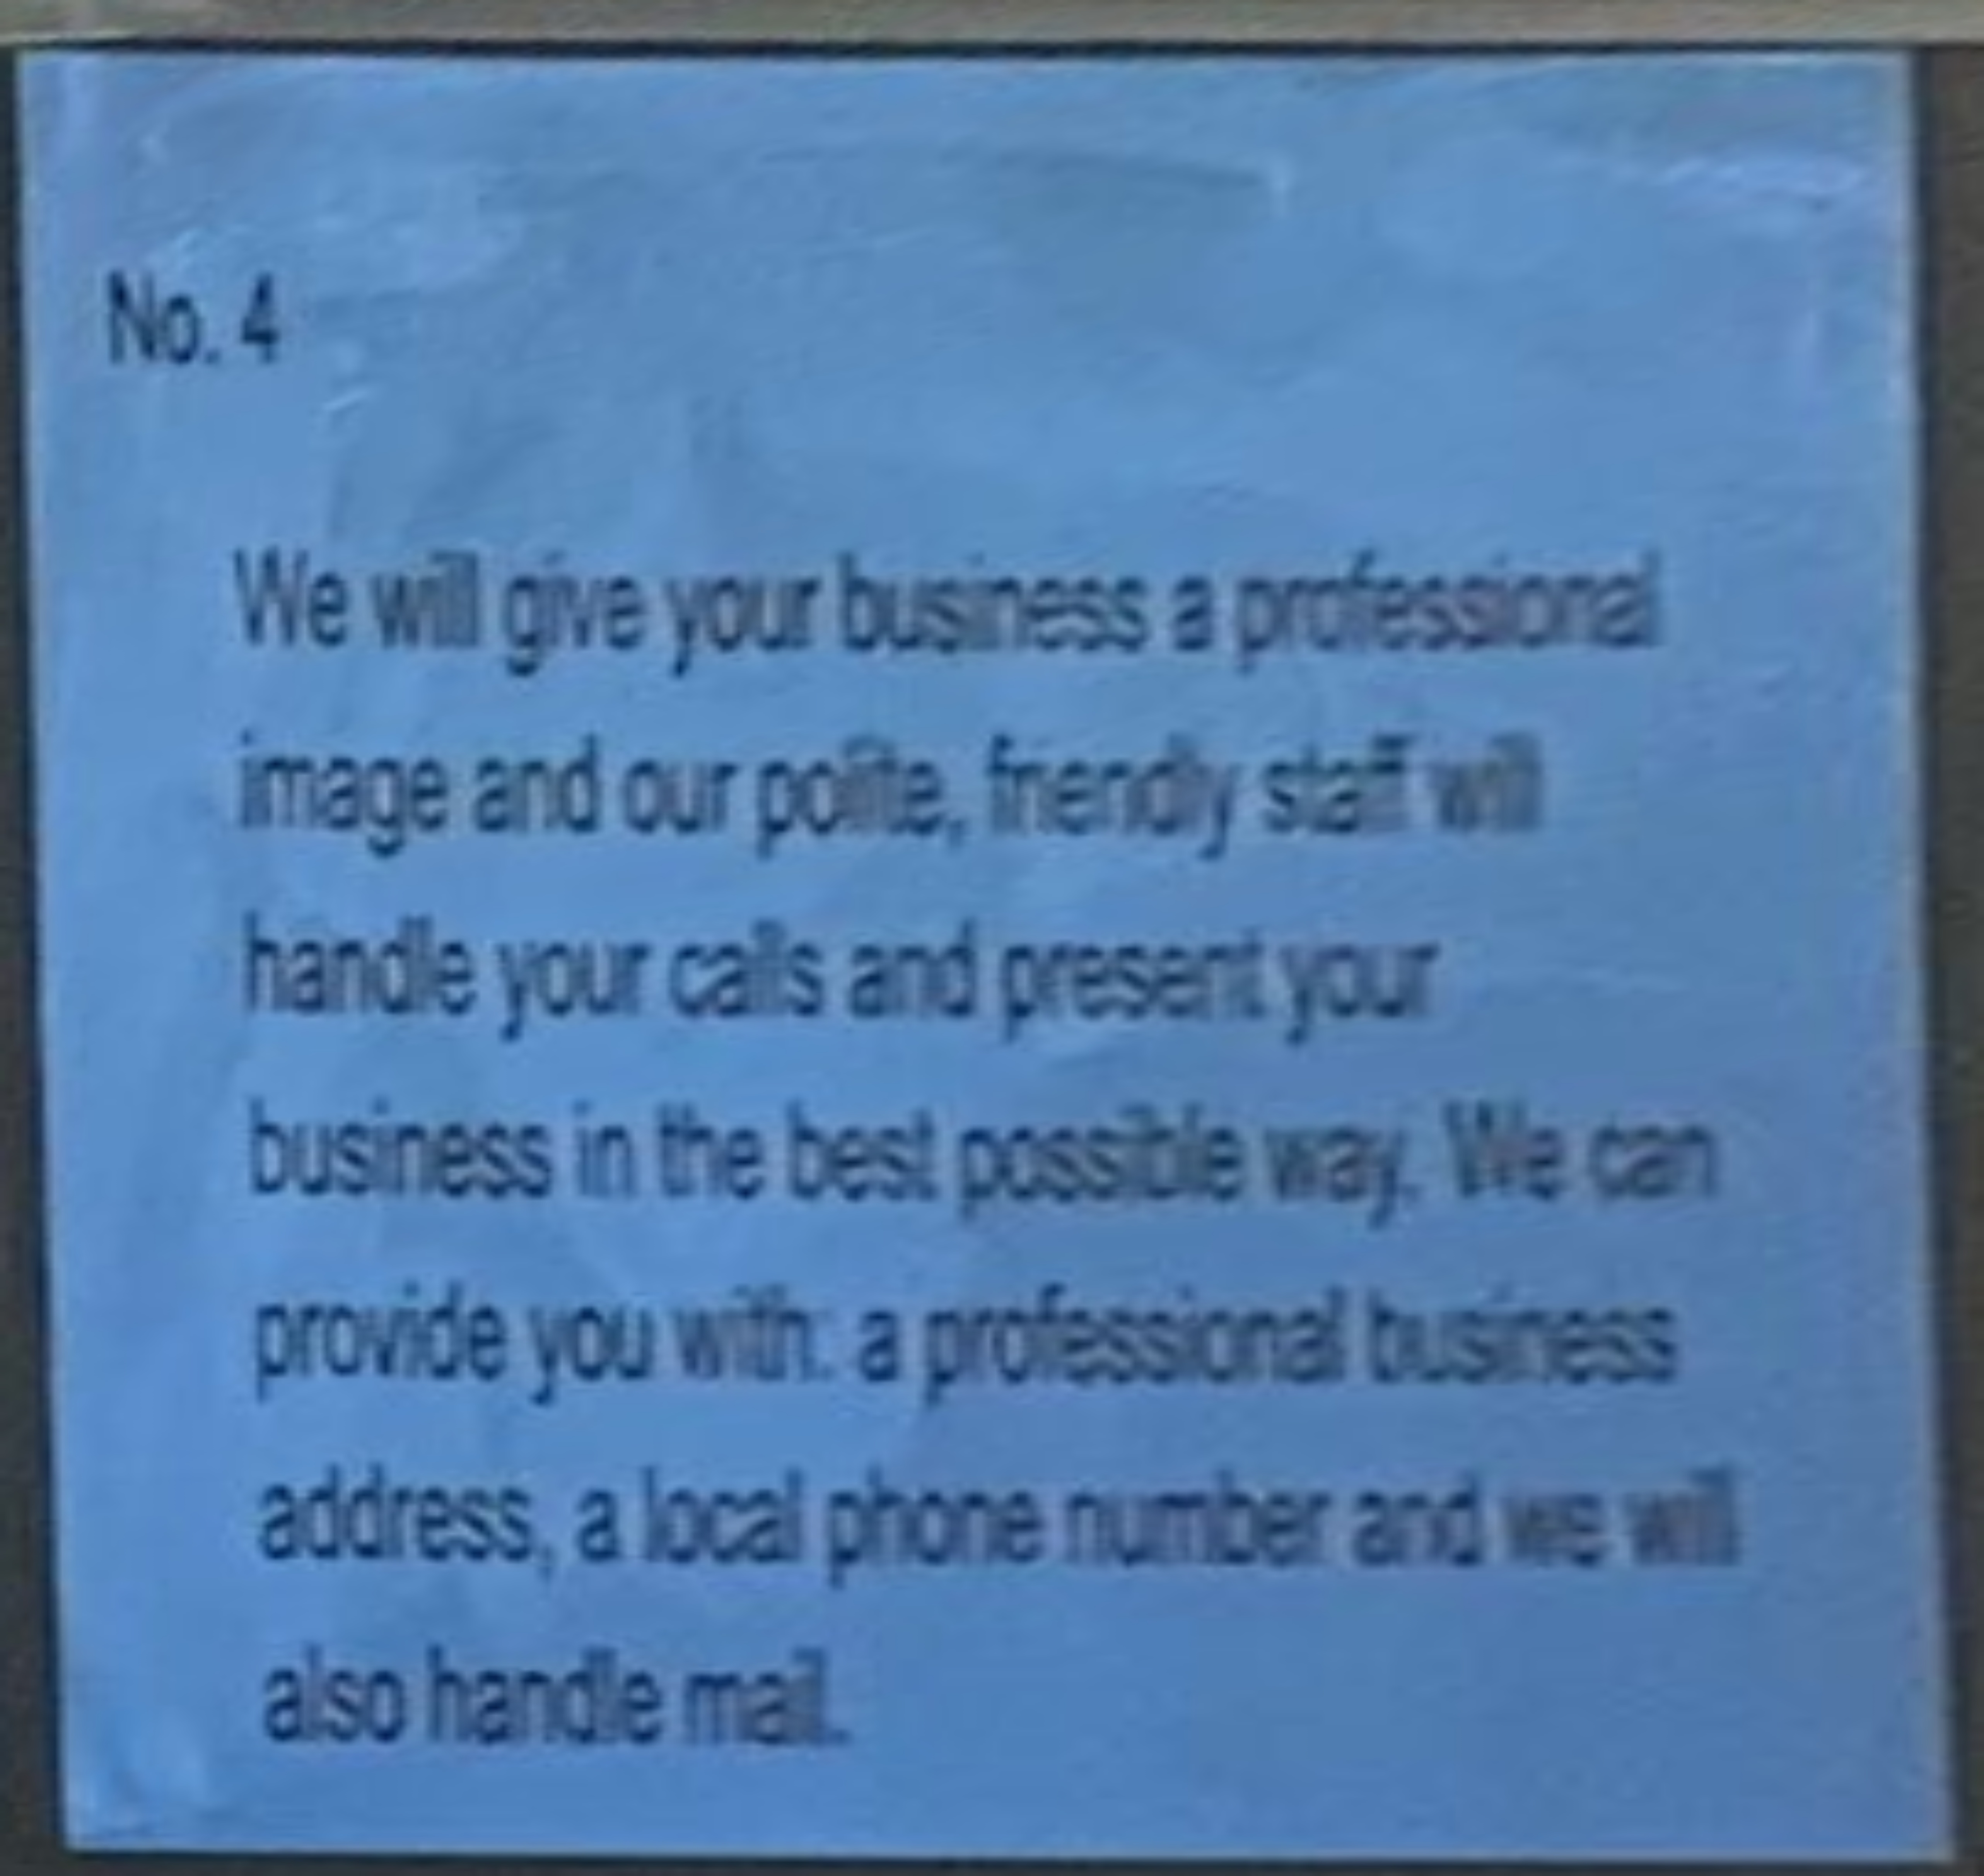 No. 4
We will give your business a professional
image and our polite, friendly staff will
handle your calls and present your
business in the best possible way. We can
provide you with: a professional business
address, a local phone number and we will
also handle mail.